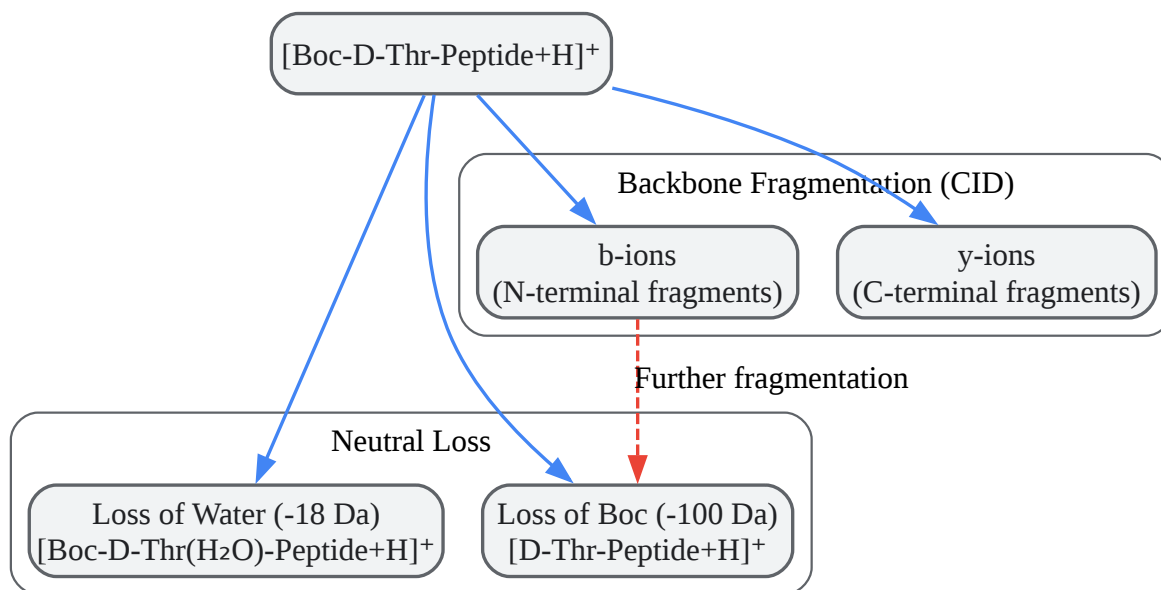 [Boc-D-Thr-Peptide+H]⁺
Backbone Fragmentation (CID)
b-ions
(N-terminal fragments)
y-ions
(C-terminal fragments)
Further fragmentation
Neutral Loss
Loss of Water (-18 Da)
[Boc-D-Thr(H₂O)-Peptide+H]⁺
Loss of Boc (-100 Da)
[D-Thr-Peptide+H]⁺